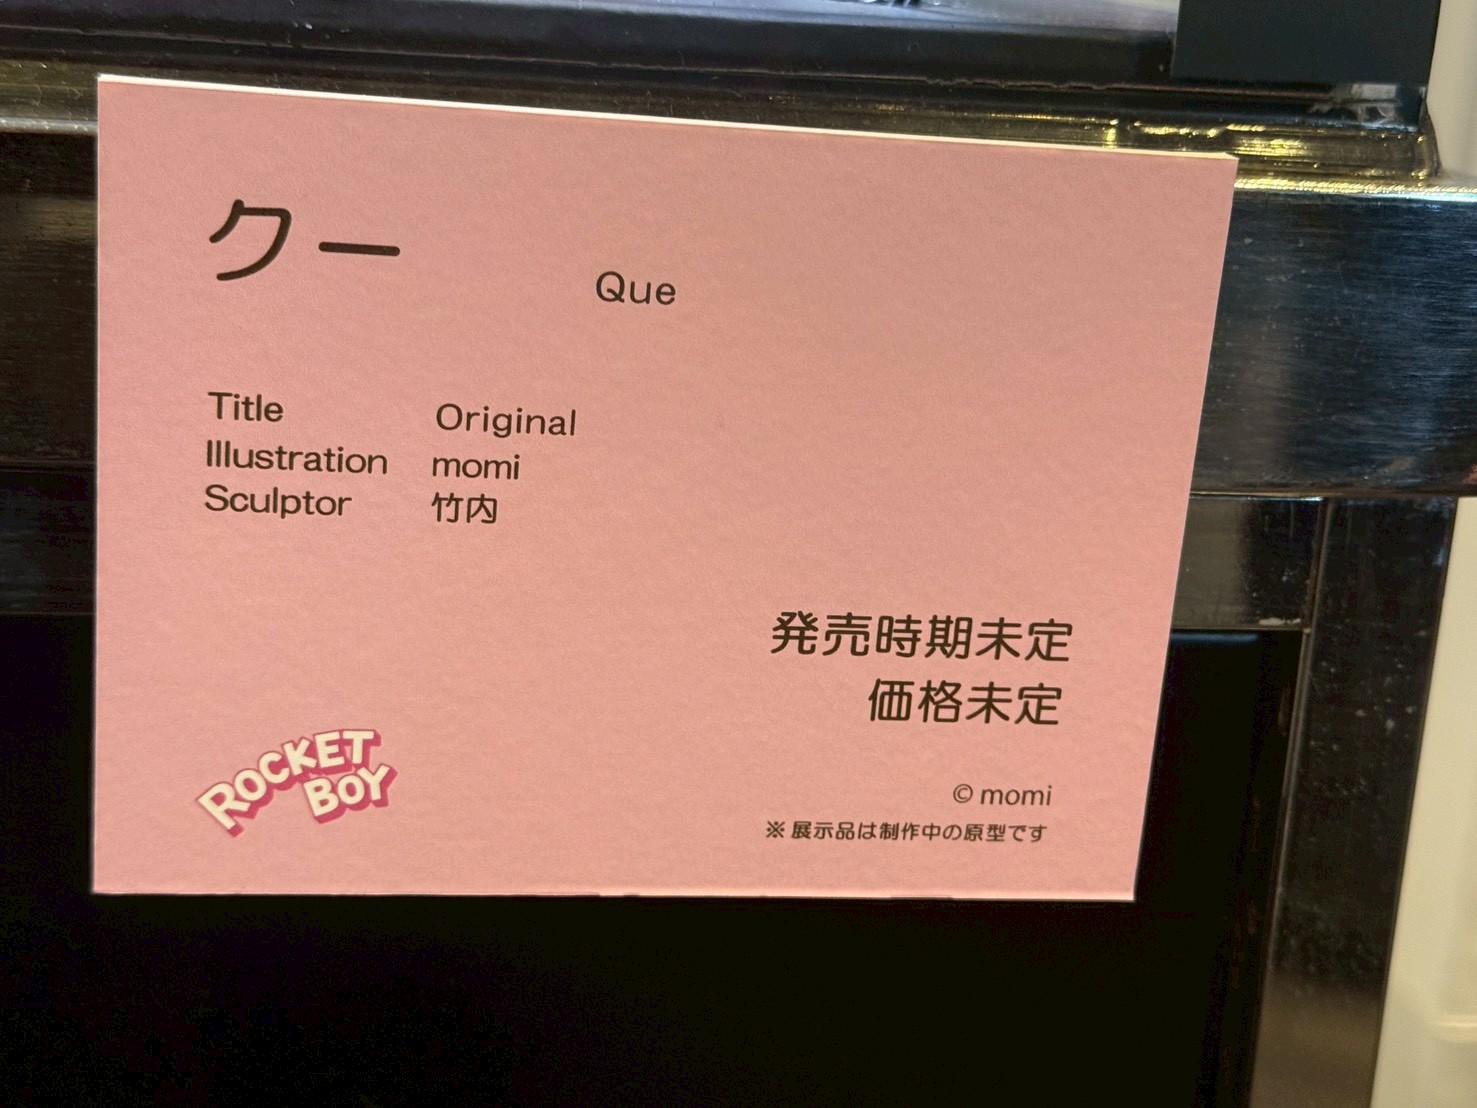 クー Que
Title Original
Illustration momi
Sculptor 竹内
発売時期未定
価格未定
ROCKET
BOY
© momi
※ 展示品は制作中の原型です